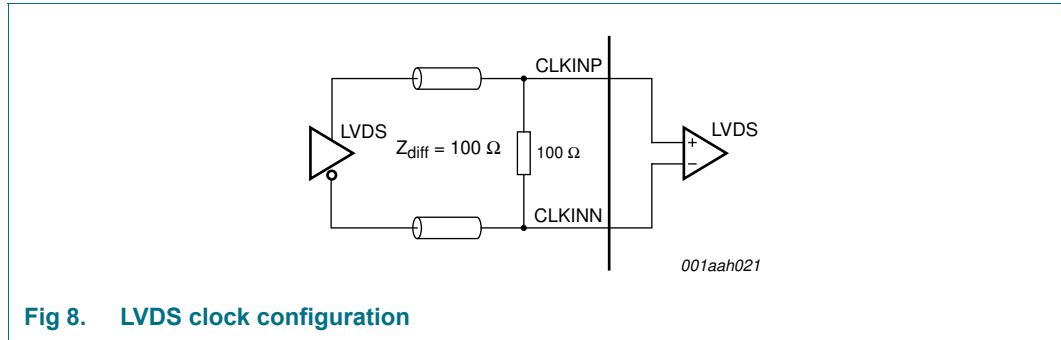 CLKINP
LVDS
Zdiff = 100 Ω
100 Ω
LVDS
+
−
CLKINN
001aah021
Fig 8. LVDS clock configuration